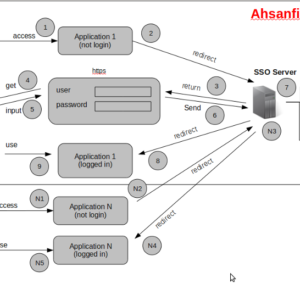 Ahsanfi
1
access
Application 1
(not login)
2
redirect
SSO Server
https
get
4
user
password
return
3
7
input
5
Send
6
N3
redirect
use
Application 1
(logged in)
8
9
redirect
N2
ccess
N1
Application N
(not login)
redirect
se
N5
Application N
(logged in)
N4